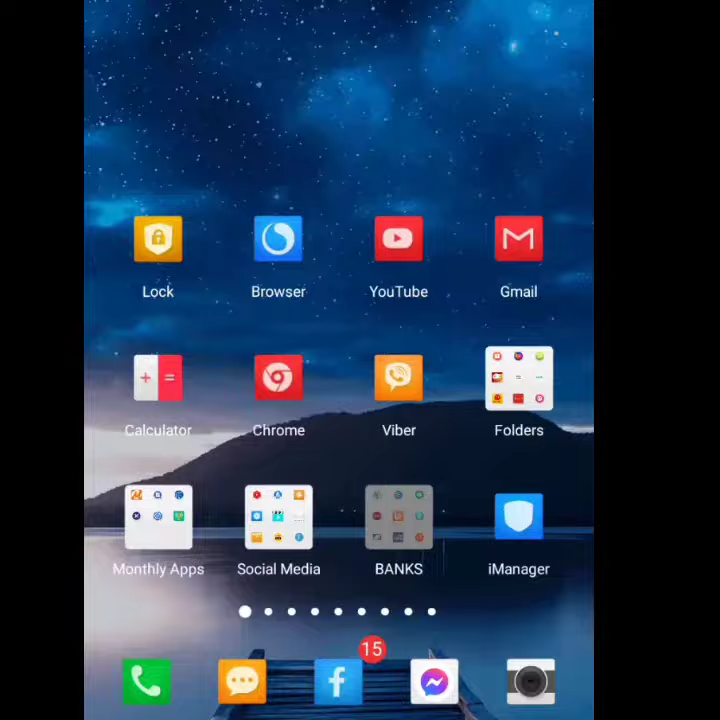 Lock
Browser
YouTube
Gmail
Calculator
Chrome
Viber
Folders
Monthly Apps
Social Media
BANKS
iManager
15